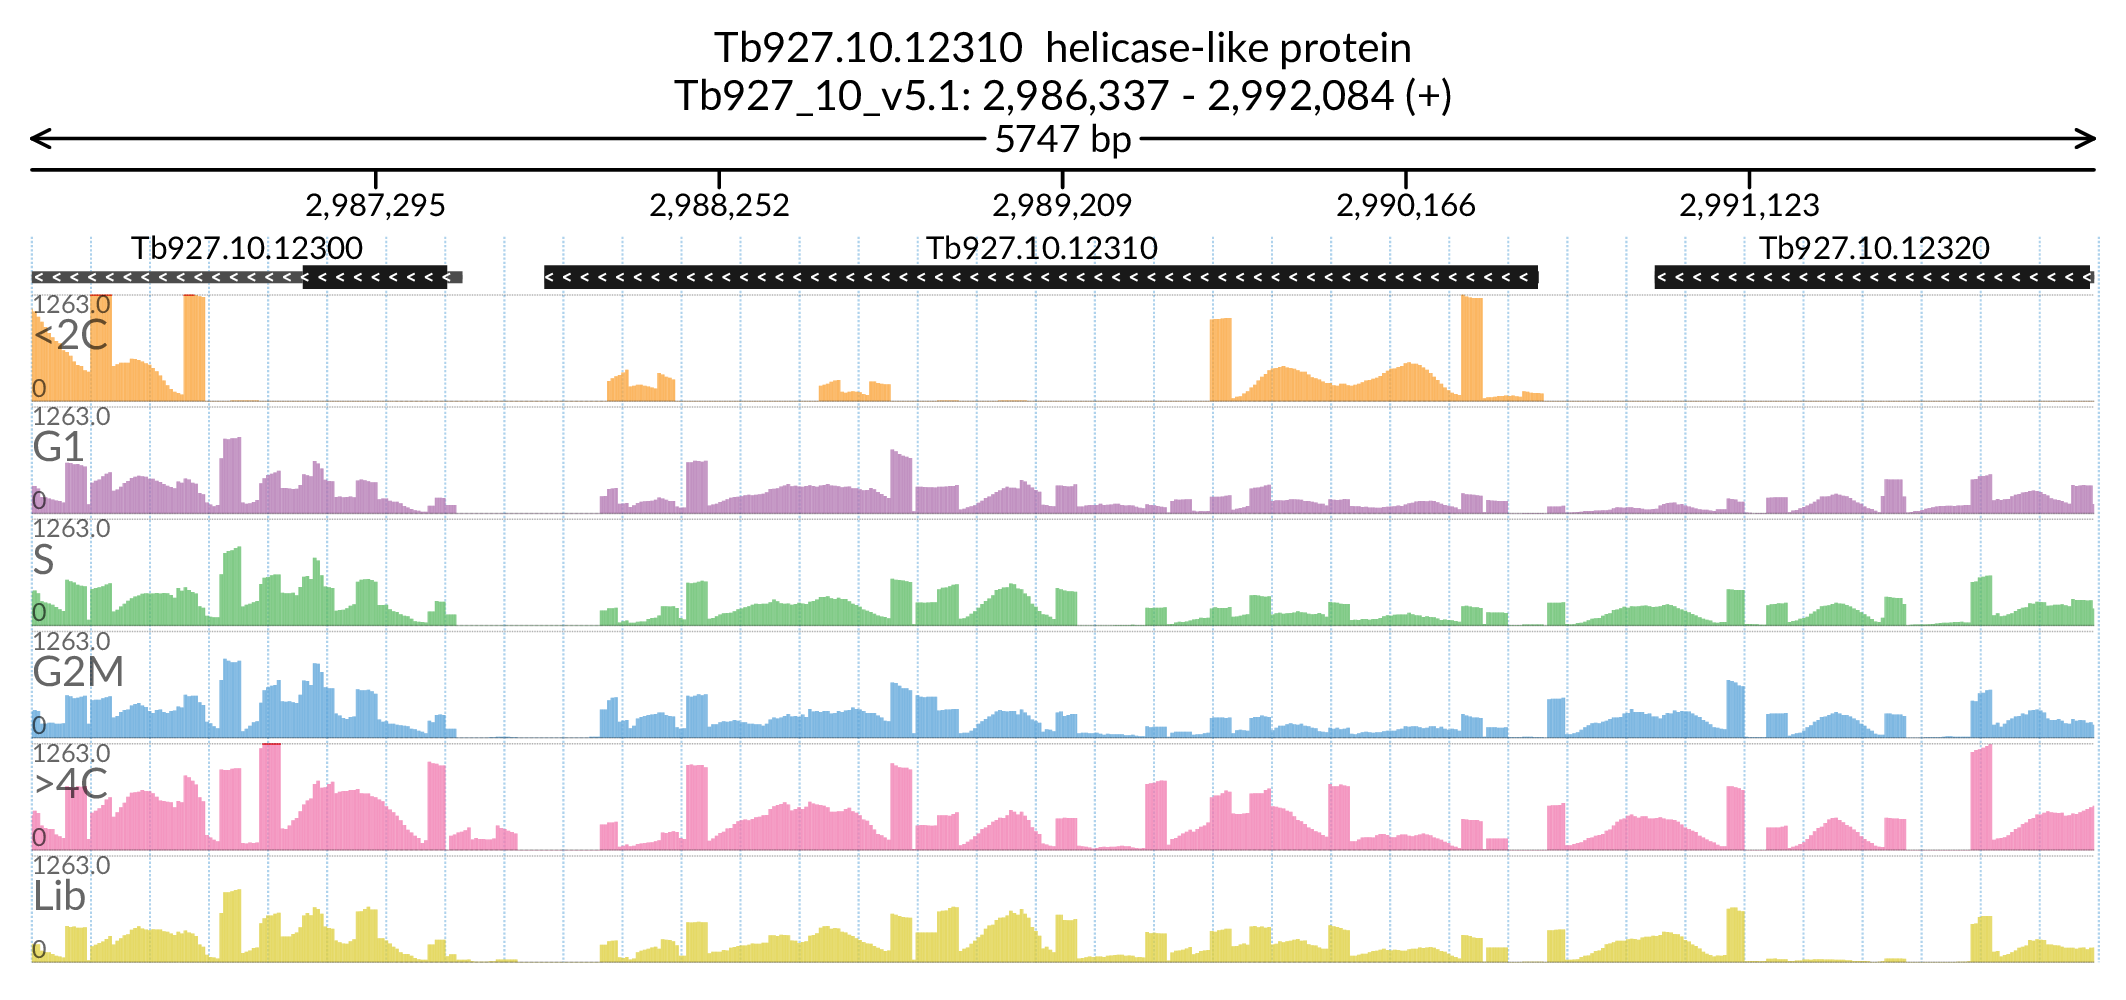 Tb927.10.12310 helicase-like protein
Tb927_10_v5.1: 2,986,337 - 2,992,084 (+)
5747 bp
2,987,295 2,988,252 2,989,209 2,990,166 2,991,123
Tb927.10.12300 Tb927.10.12310 Tb927.10.12320
1263.0
<2C
0
1263.0
G1
0
1263.0
S
0
1263.0
G2M
0
1263.0
>4C
0
1263.0
Lib
0